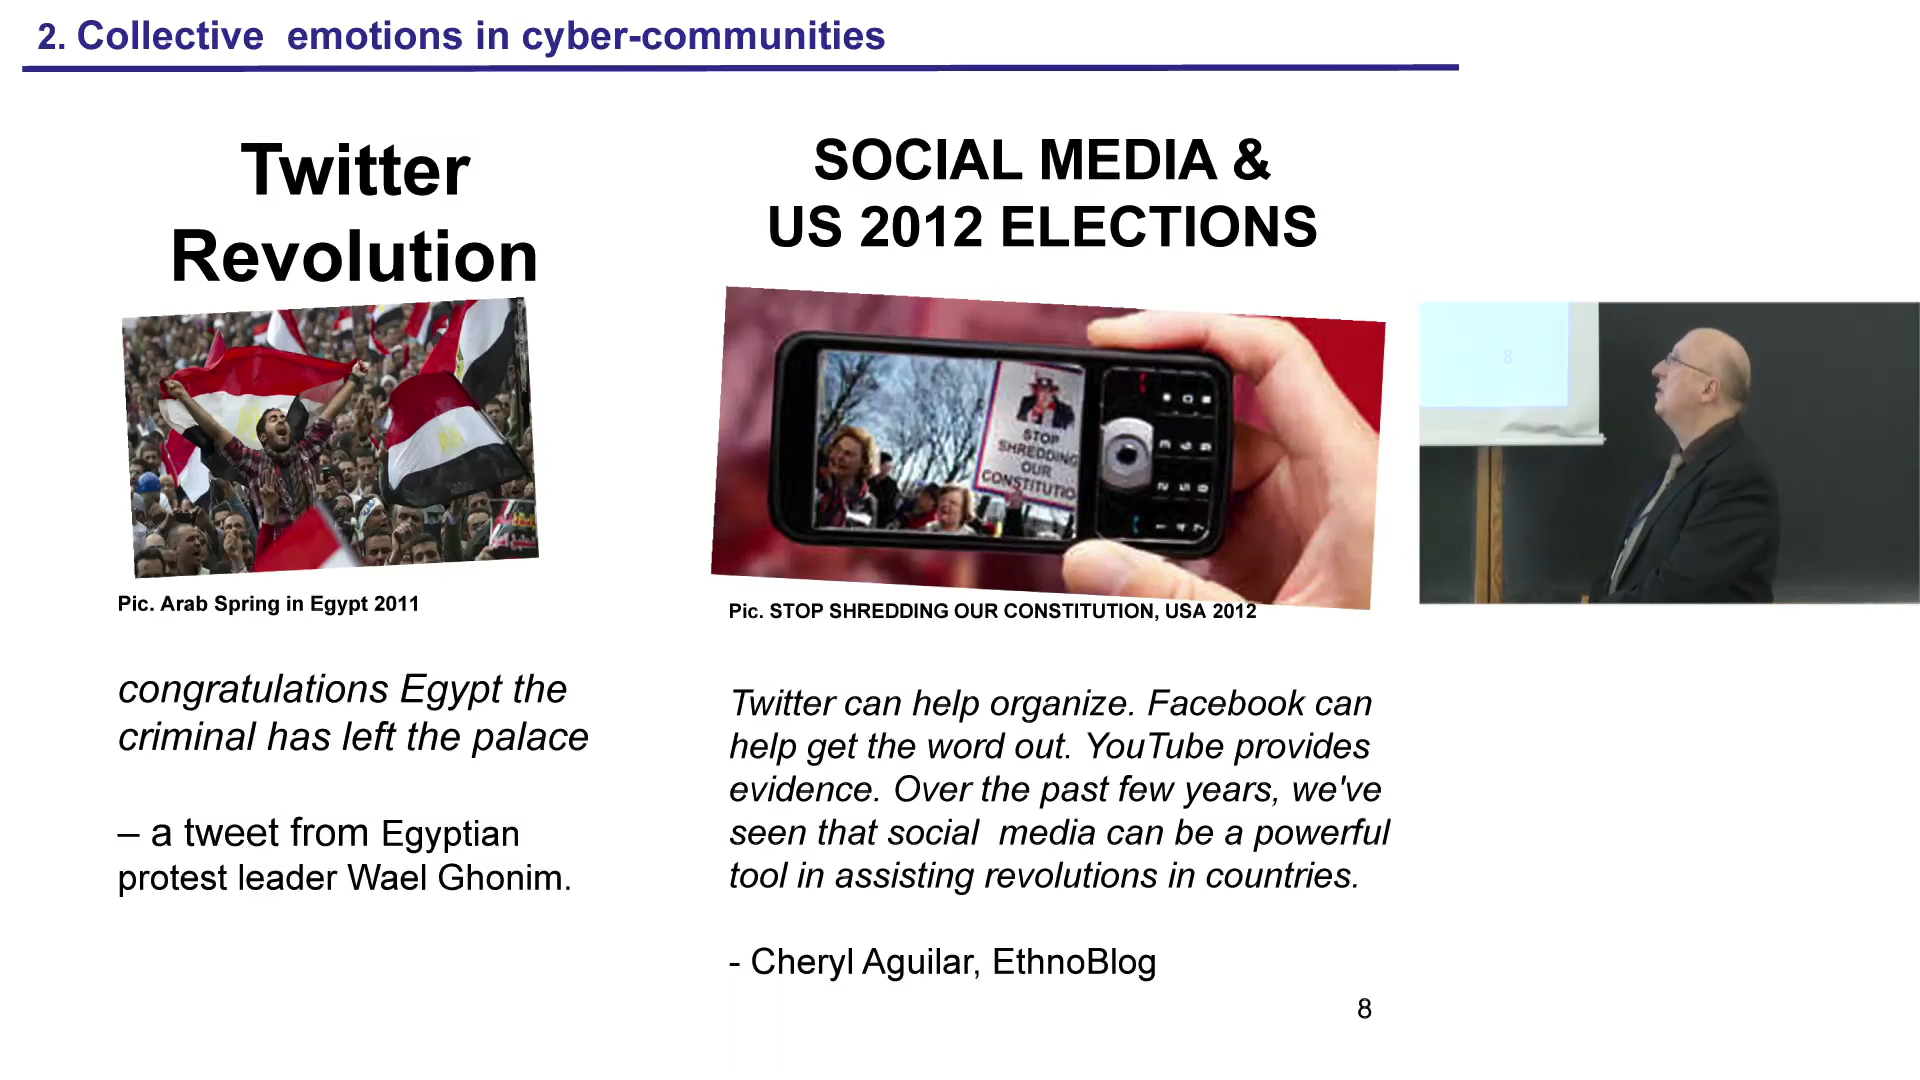 2. Collective  emotions in cyber-communities
Twitter
Revolution
Pic. Arab Spring in Egypt 2011
congratulations Egypt the
criminal has left the palace
– a tweet from Egyptian
protest leader Wael Ghonim.
SOCIAL MEDIA &
US 2012 ELECTIONS
STOP
SHREDDING
OUR
CONSTITUTIO
Pic. STOP SHREDDING OUR CONSTITUTION, USA 2012
Twitter can help organize. Facebook can
help get the word out. YouTube provides
evidence. Over the past few years, we've
seen that social  media can be a powerful
tool in assisting revolutions in countries.
- Cheryl Aguilar, EthnoBlog
8
8